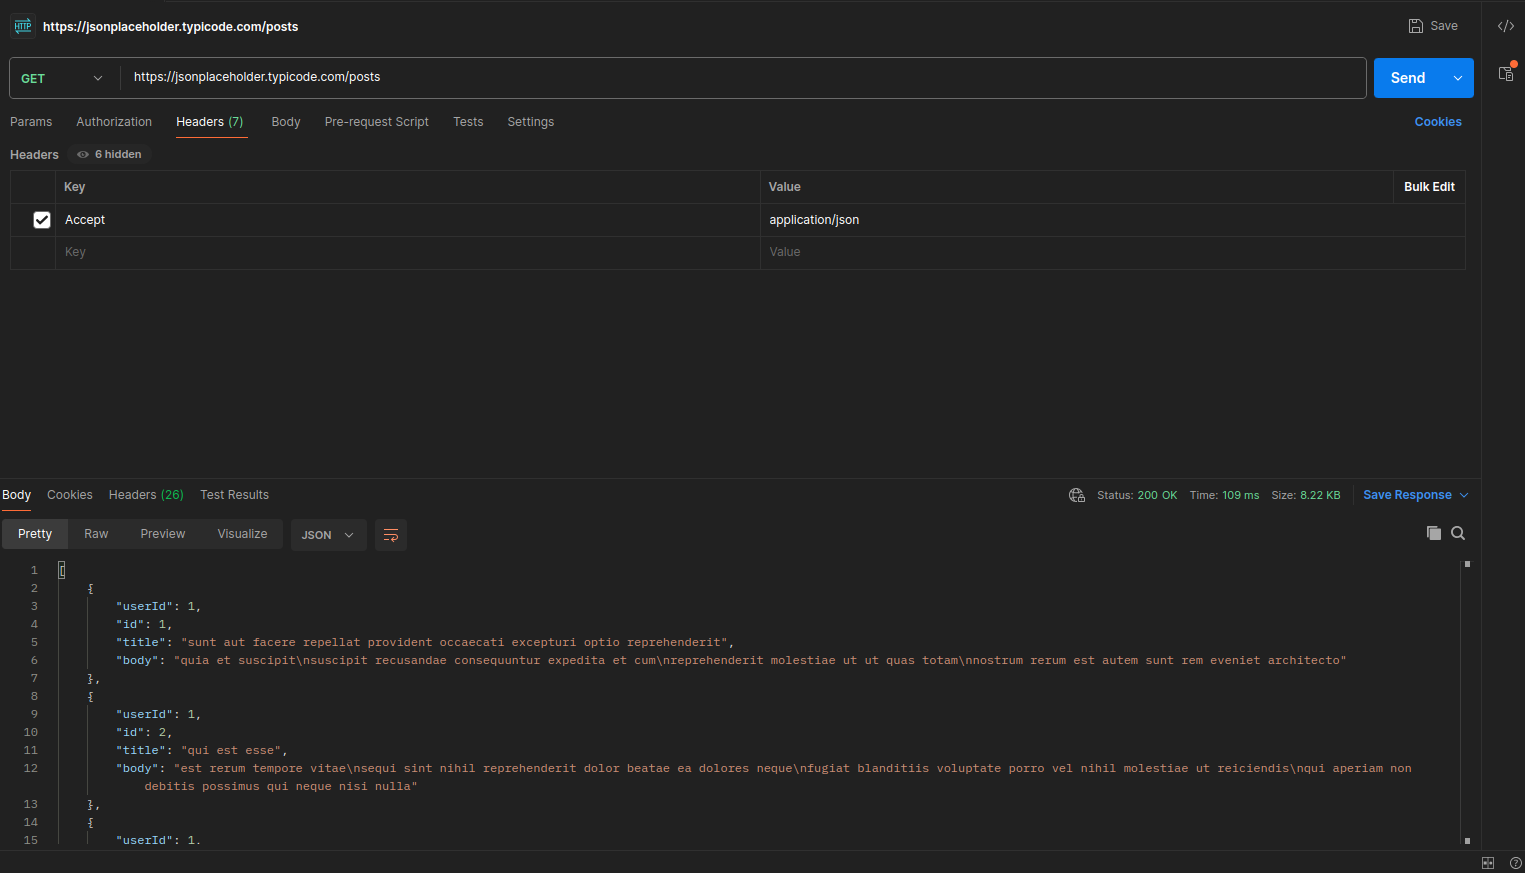 HTTP https://jsonplaceholder.typicode.com/posts Save </>
GET https://jsonplaceholder.typicode.com/posts Send
Params Authorization Headers (7) Body Pre-request Script Tests Settings Cookies
Headers 6 hidden
Key Value Bulk Edit
Accept application/json
Key Value
Body Cookies Headers (26) Test Results Status: 200 OK Time: 109 ms Size: 8.22 KB Save Response
Pretty Raw Preview Visualize JSON
1 [
2 {
3 "userId": 1,
4 "id": 1,
5 "title": "sunt aut facere repellat provident occaecati excepturi optio reprehenderit",
6 "body": "quia et suscipit\nsuscipit recusandae consequuntur expedita et cum\nreprehenderit molestiae ut ut quas totam\nnostrum rerum est autem sunt rem eveniet architecto"
7 },
8 {
9 "userId": 1,
10 "id": 2,
11 "title": "qui est esse",
12 "body": "est rerum tempore vitae\nsequi sint nihil reprehenderit dolor beatae ea dolores neque\nfugiat blanditiis voluptate porro vel nihil molestiae ut reiciendis\nqui aperiam non
debitis possimus qui neque nisi nulla"
13 },
14 {
15 "userId": 1,